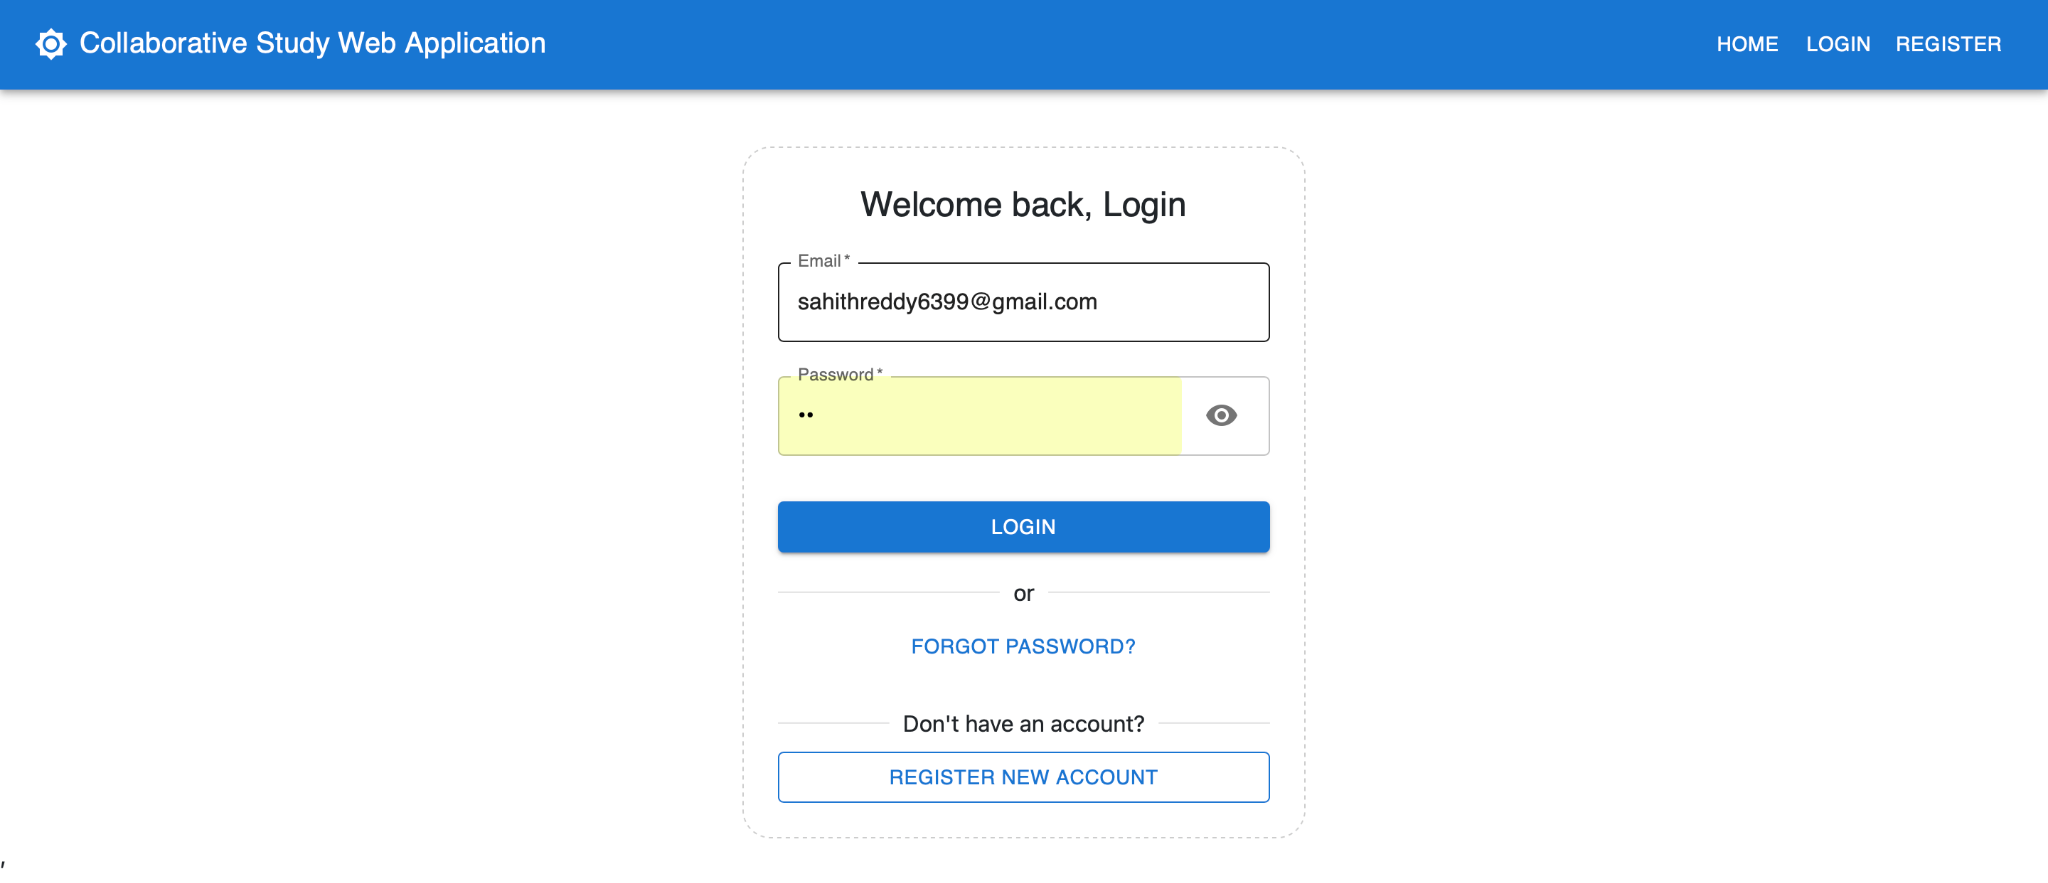 Collaborative Study Web Application
HOME LOGIN REGISTER
Welcome back, Login
Email *
sahithreddy6399@gmail.com
Password *
••
LOGIN
or
FORGOT PASSWORD?
Don't have an account?
REGISTER NEW ACCOUNT
,